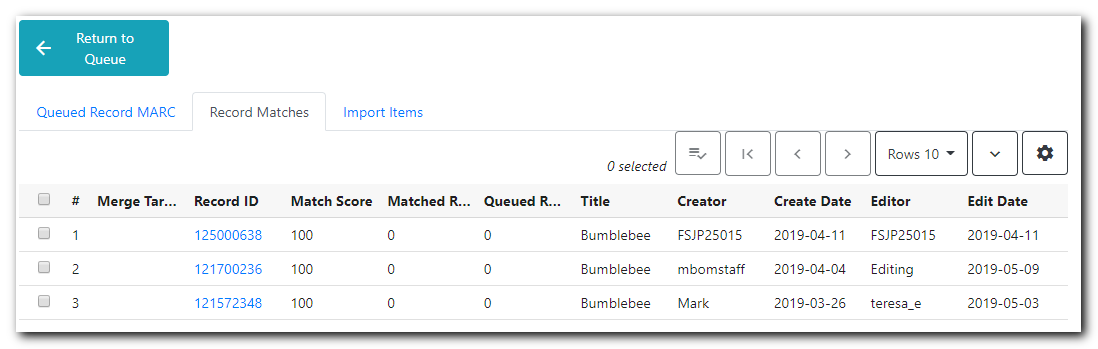 Return to
Queue
Queued Record MARC Record Matches Import Items
0 selected Rows 10
# Merge Tar... Record ID Match Score Matched R... Queued R... Title Creator Create Date Editor Edit Date
1 125000638 100 0 0 Bumblebee FSJP25015 2019-04-11 FSJP25015 2019-04-11
2 121700236 100 0 0 Bumblebee mbomstaff 2019-04-04 Editing 2019-05-09
3 121572348 100 0 0 Bumblebee Mark 2019-03-26 teresa_e 2019-05-03